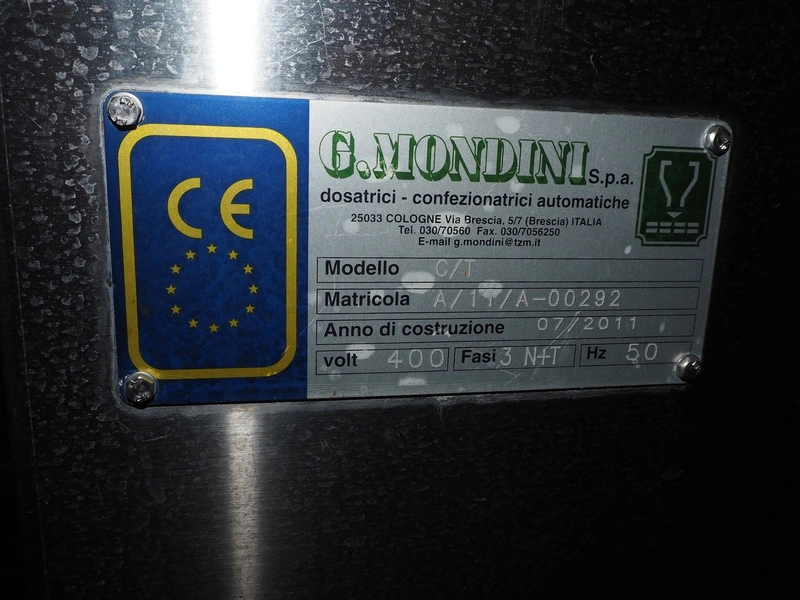 CE
G.MONDINI S.p.a.
dosatrici - confezionatrici automatiche
25033 COLOGNE Via Brescia, 5/7 (Brescia) ITALIA
Tel. 030/70560 Fax. 030/7056250
E-mail g.mondini@tzm.it
Modello C/T
Matricola A/11/A-00292
Anno di costruzione 07/2011
volt 400 Fasi 3 N+T Hz 50